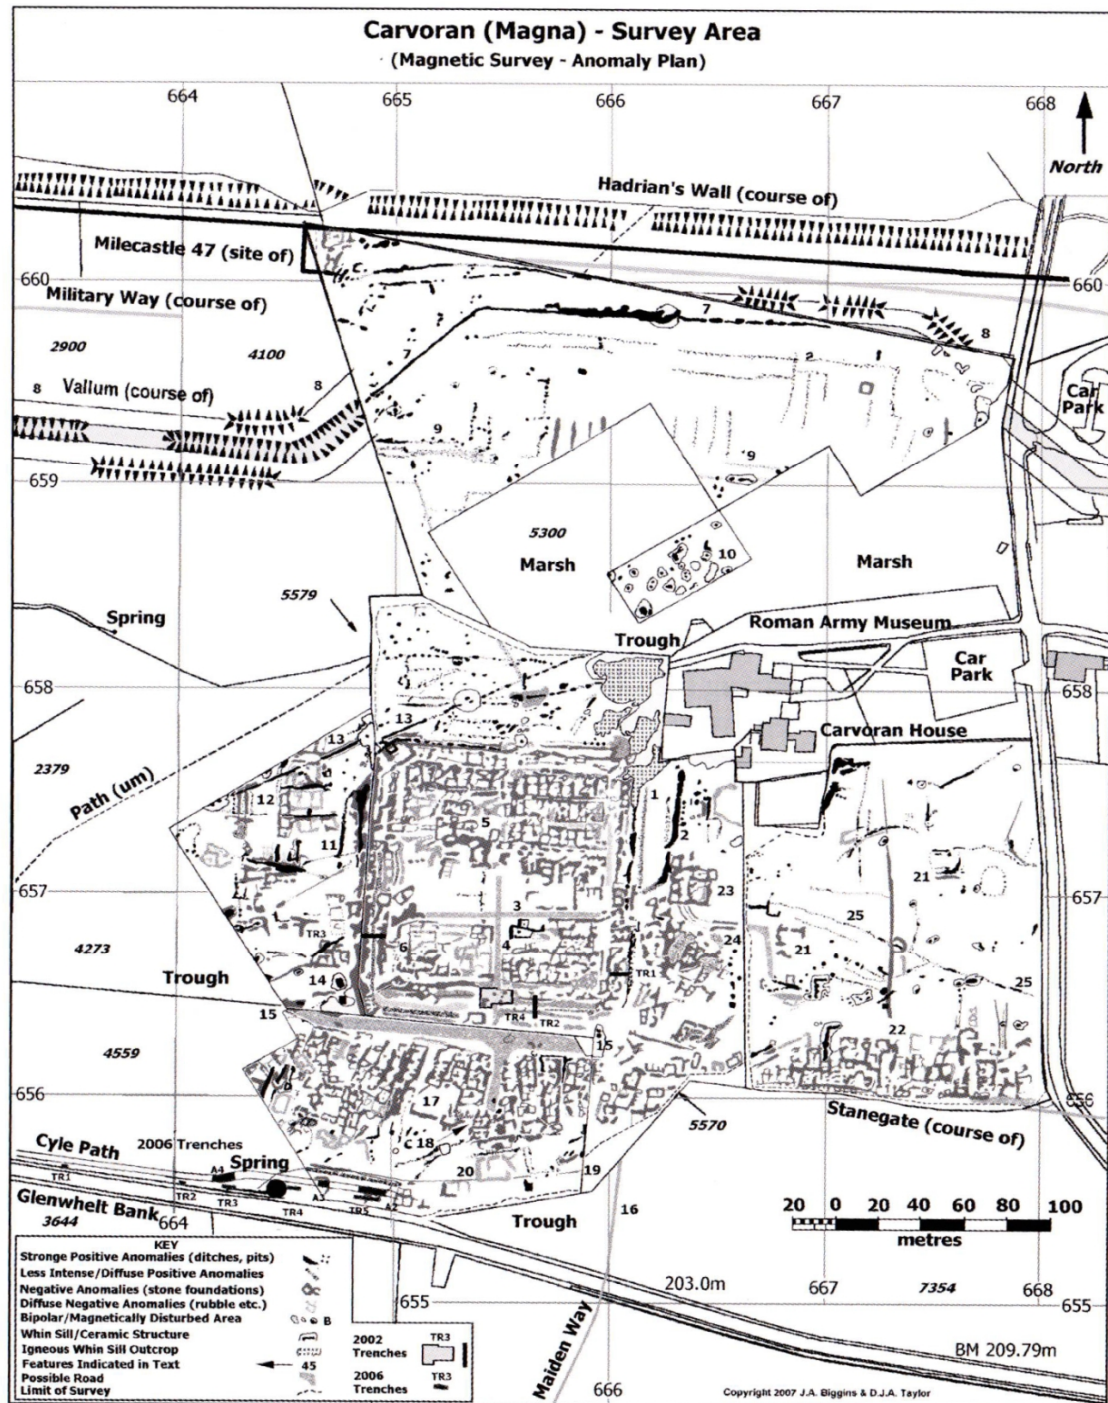 Carvoran (Magna) - Survey Area
(Magnetic Survey - Anomaly Plan)
664
665
666
667
668
North
Hadrian's Wall (course of)
Milecastle 47 (site of)
660
660
Military Way (course of)
7
7
8
2900
4100
8
8
Vallum (course of)
Car
Park
9
9
659
5300
10
Marsh
Marsh
5579
Spring
Trough
Roman Army Museum
Car
Park
658
658
13
13
Carvoran House
2379
Path (um)
12
1
5
2
11
21
23
657
657
3
25
TR3
6
4
24
21
4273
TR1
Trough
14
25
TR4
TR2
15
15
22
4559
656
656
17
Stanegate (course of)
5570
C 18
Cyle Path
2006 Trenches
Spring
20
19
A4
TR1
TR2
TR3
A3
TR4
TR5
A2
Glenwhelt Bank
16
3644
664
Trough
20 0 20 40 60 80 100
metres
KEY
Stronge Positive Anomalies (ditches, pits)
Less Intense/Diffuse Positive Anomalies
Negative Anomalies (stone foundations)
Diffuse Negative Anomalies (rubble etc.)
Bipolar/Magnetically Disturbed Area
B
Whin Sill/Ceramic Structure
Igneous Whin Sill Outcrop
Features Indicated in Text
45
Possible Road
Limit of Survey
2002
Trenches
TR3
2006
Trenches
TR3
203.0m
667
7354
668
655
655
Maiden Way
BM 209.79m
666
Copyright 2007 J.A. Biggins & D.J.A. Taylor